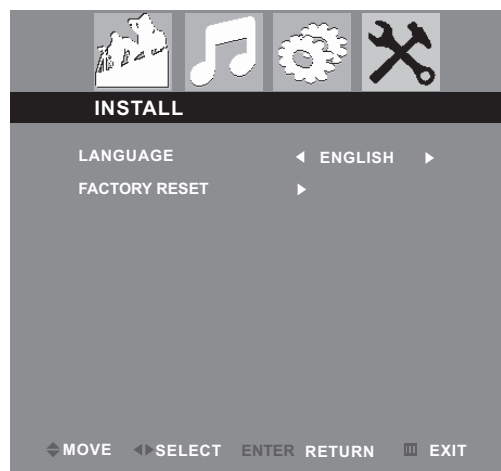 INSTALL
LANGUAGE ◀ ENGLISH ▶
FACTORY RESET ▶
MOVE SELECT ENTER RETURN EXIT